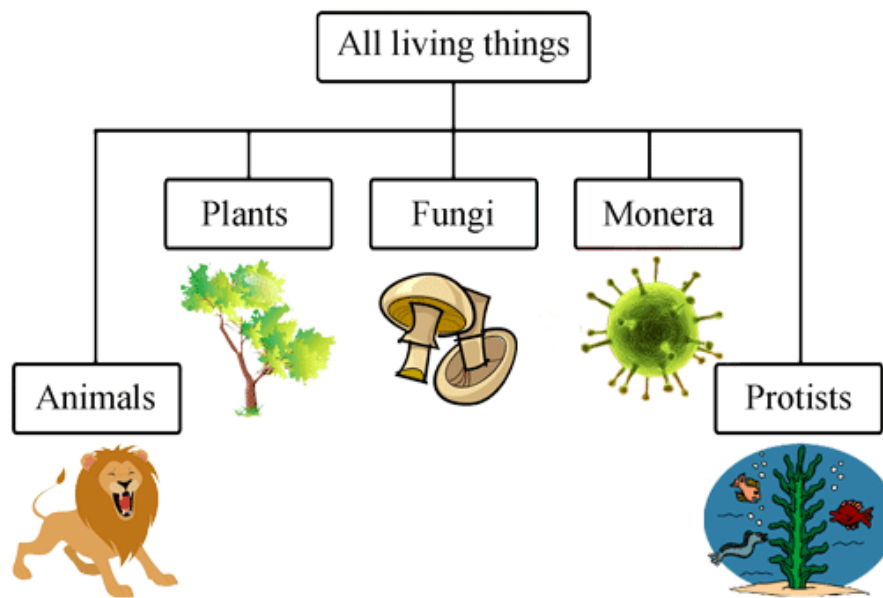 All living things
Plants
Fungi
Monera
Animals
Protists